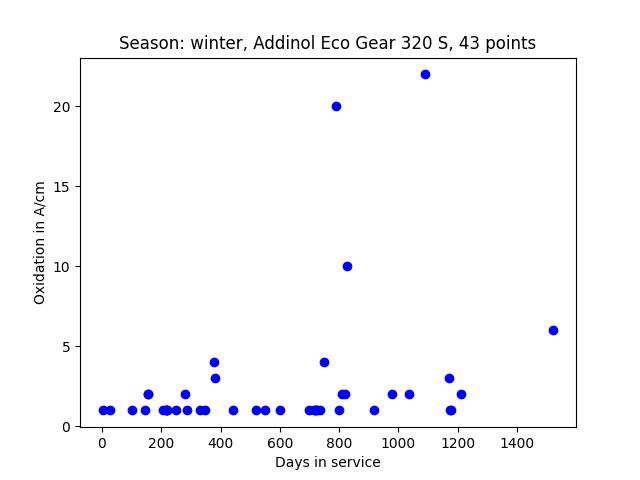 Season: winter, Addinol Eco Gear 320 S, 43 points
20
15
10
5
0
Oxidation in A/cm
0 200 400 600 800 1000 1200 1400
Days in service